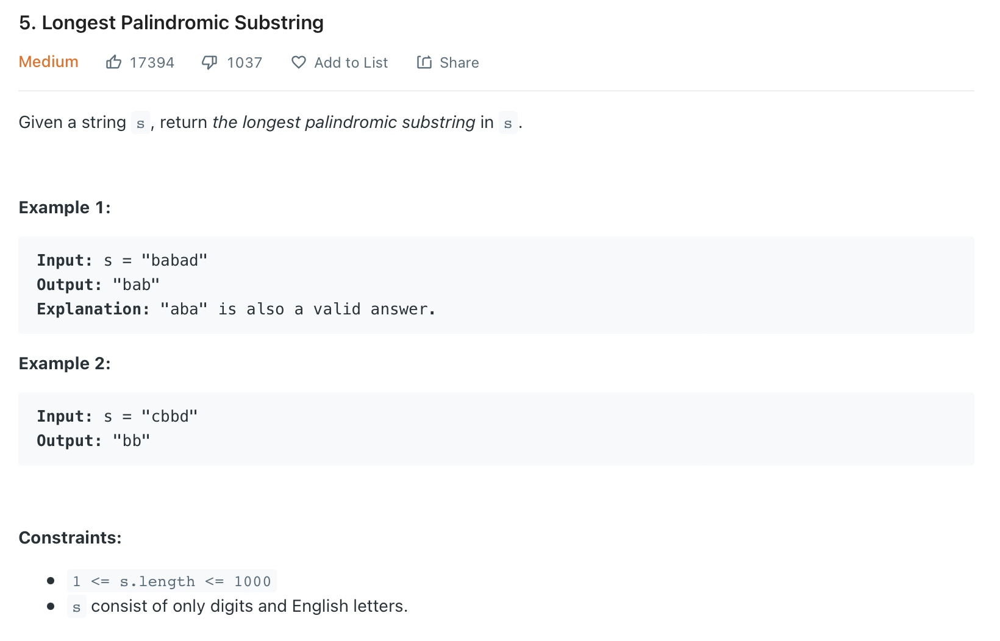 5. Longest Palindromic Substring
Medium 17394 1037 Add to List Share
Given a string s, return the longest palindromic substring in s.
Example 1:
Input: s = "babad"
Output: "bab"
Explanation: "aba" is also a valid answer.
Example 2:
Input: s = "cbbd"
Output: "bb"
Constraints:
1 <= s.length <= 1000
s consist of only digits and English letters.